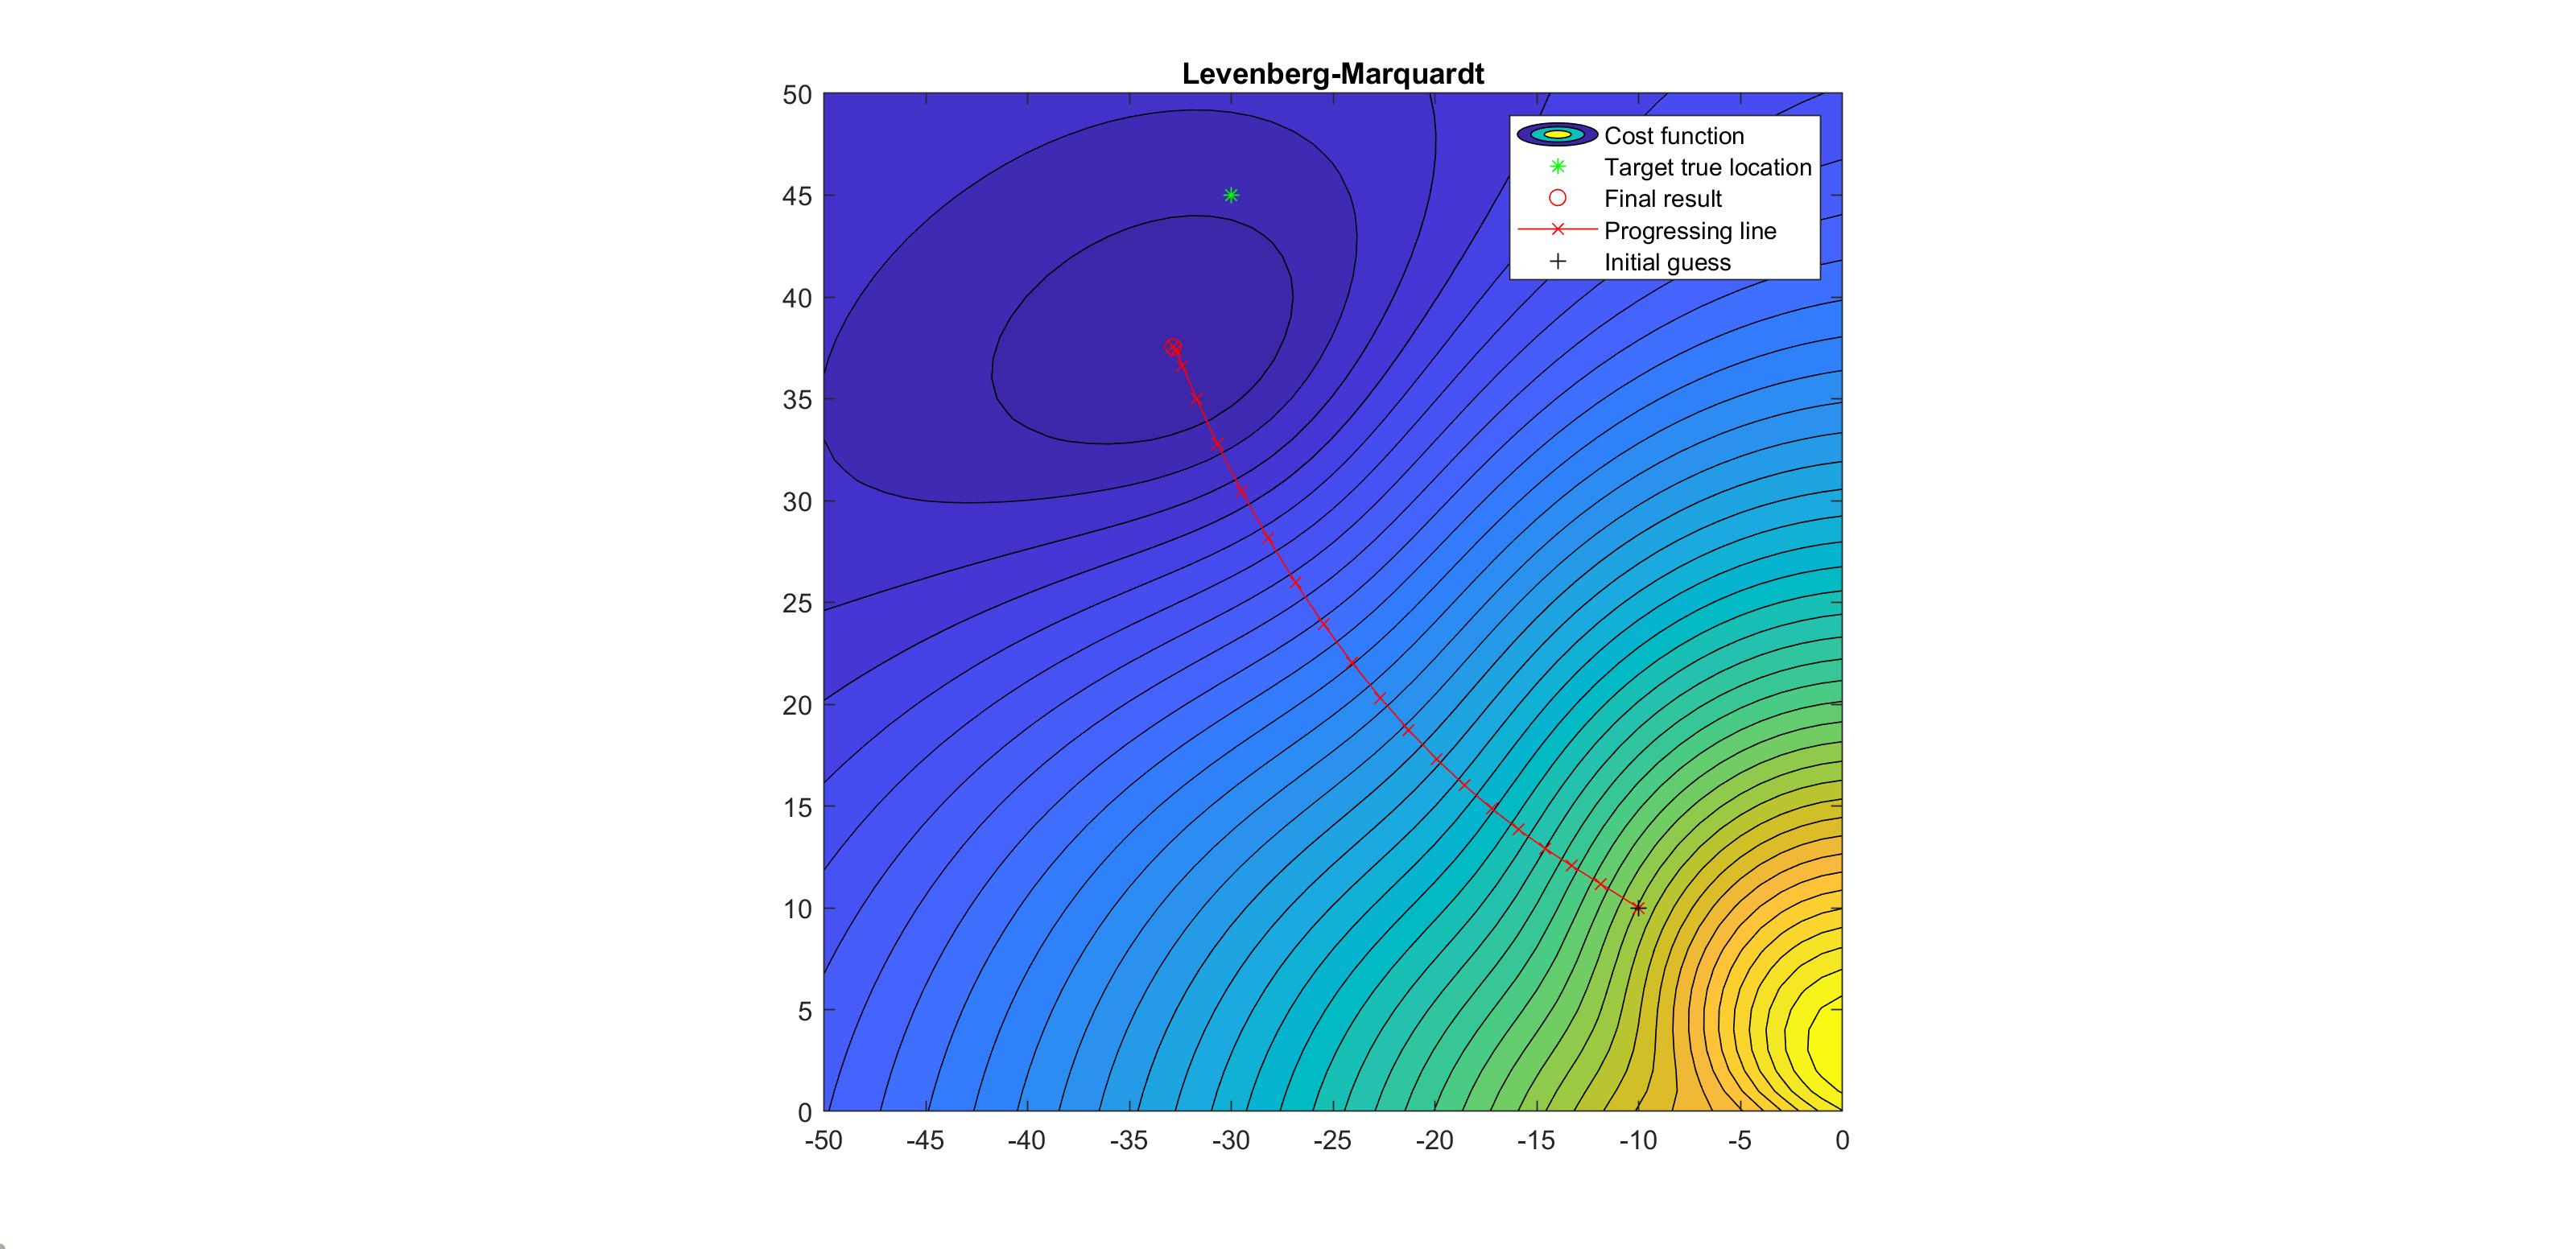 Levenberg-Marquardt
50
45
40
35
30
25
20
15
10
5
0
Cost function
Target true location
Final result
Progressing line
Initial guess
-50 -45 -40 -35 -30 -25 -20 -15 -10 -5 0